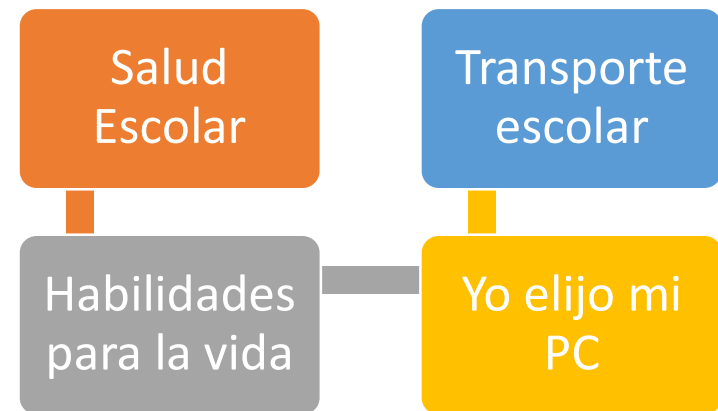 Salud
Escolar
Habilidades
para la vida
Yo elijo mi
PC
Transporte
escolar